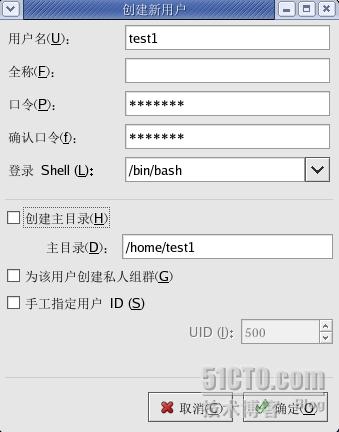 创建新用户
用户名(U): test1
全称(F):
口令(P): *******
确认口令(f): *******
登录 Shell (L): /bin/bash
创建主目录(H)
主目录(D): /home/test1
为该用户创建私人组群(G)
手工指定用户 ID (S)
UID (I): 500
51CTO.com
技术博客 Blog
取消(C) 确定(O)